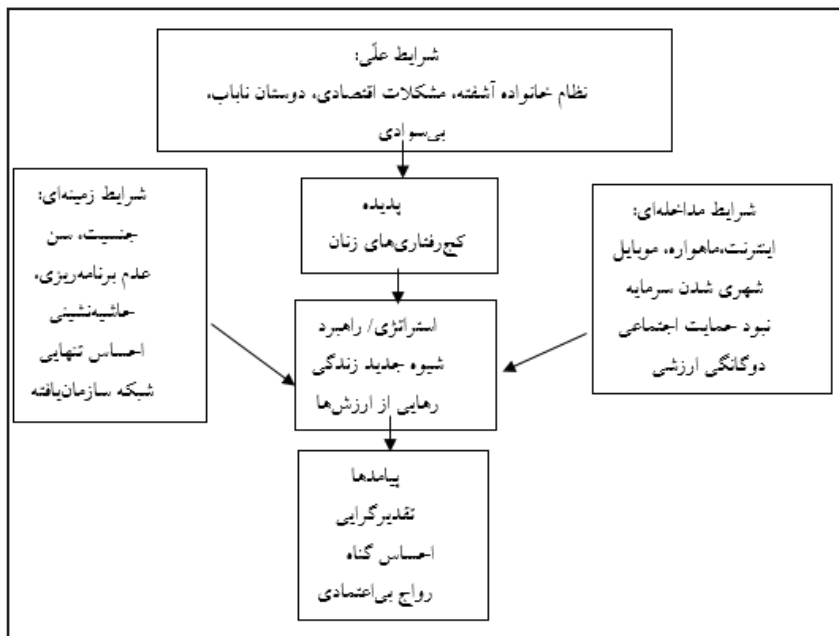 شرایط علّی:
نظام خانواده آشفته، مشکلات اقتصادی، دوستان ناباب،
بی‌سوادی
پدیده
کج‌رفتاری‌های زنان
شرایط زمینه‌ای:
جنسیت، سن
عدم برنامه‌ریزی،
حاشیه‌نشینی
احساس تنهایی
شبکه سازمان‌یافته
شرایط مداخله‌ای:
اینترنت،ماهواره، موبایل
شهری شدن سرمایه
نبود حمایت اجتماعی
دوگانگی ارزشی
استراتژی/ راهبرد
شیوه جدید زندگی
رهایی از ارزش‌ها
پیامدها
تقدیرگرایی
احساس گناه
رواج بی‌اعتمادی